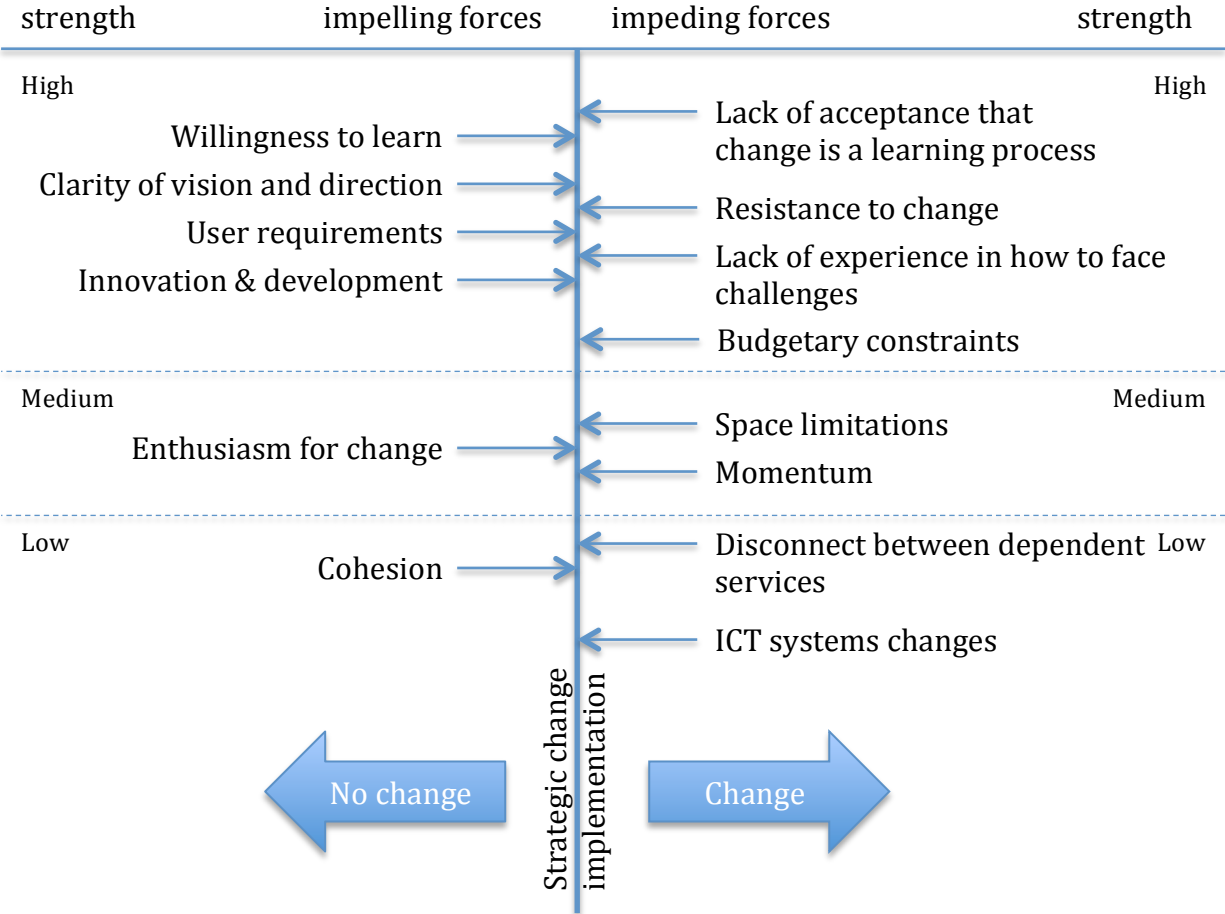 strength
impelling forces
impeding forces
strength
High
High
Willingness to learn
Clarity of vision and direction
User requirements
Innovation & development
Lack of acceptance that
change is a learning process
Resistance to change
Lack of experience in how to face
challenges
Budgetary constraints
Medium
Medium
Enthusiasm for change
Space limitations
Momentum
Low
Low
Cohesion
Disconnect between dependent
services
ICT systems changes
Strategic change
implementation
No change
Change